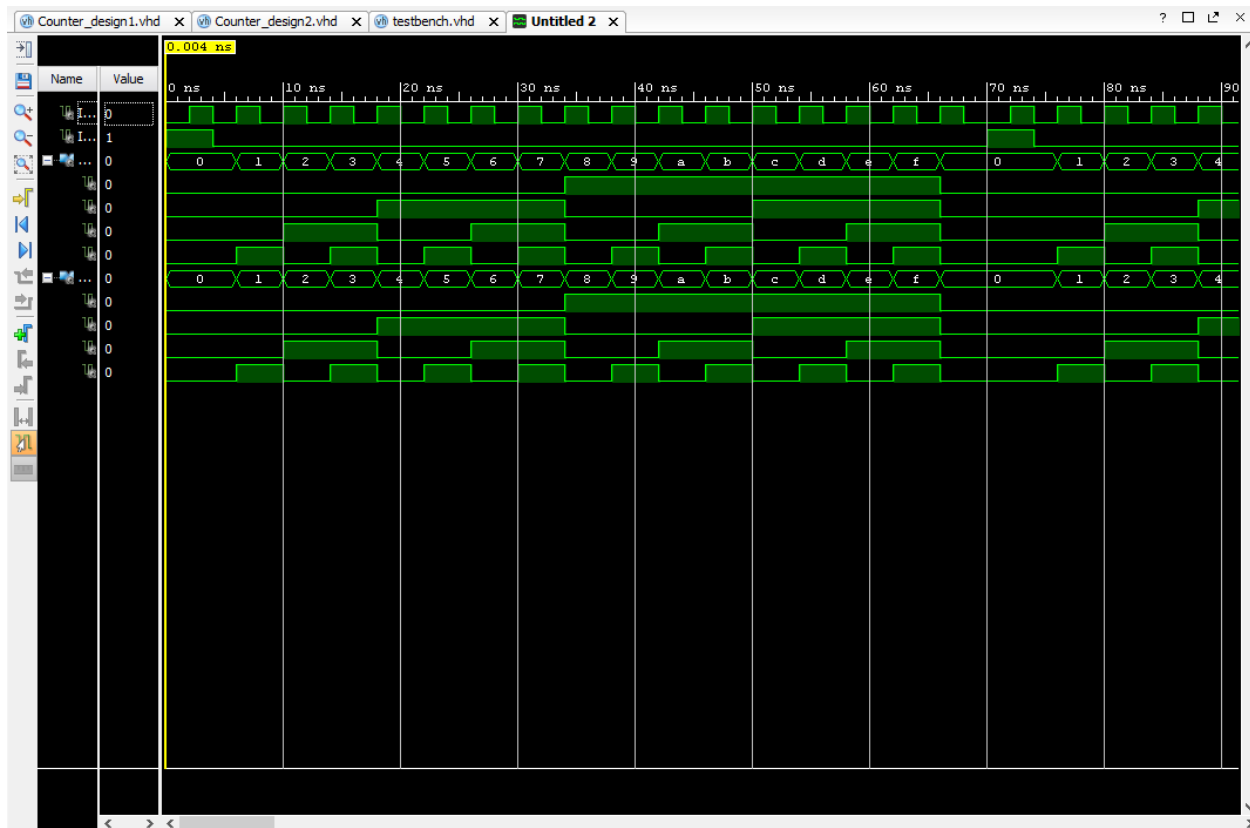 Counter_design1.vhd Counter_design2.vhd testbench.vhd Untitled 2
0.004 ns
Name Value
0 ns 10 ns 20 ns 30 ns 40 ns 50 ns 60 ns 70 ns 80 ns 90
I... 0
I... 1
... 0 0 1 2 3 4 5 6 7 8 9 a b c d e f 0 1 2 3 4
0
0
0
0
... 0 0 1 2 3 4 5 6 7 8 9 a b c d e f 0 1 2 3 4
0
0
0
0